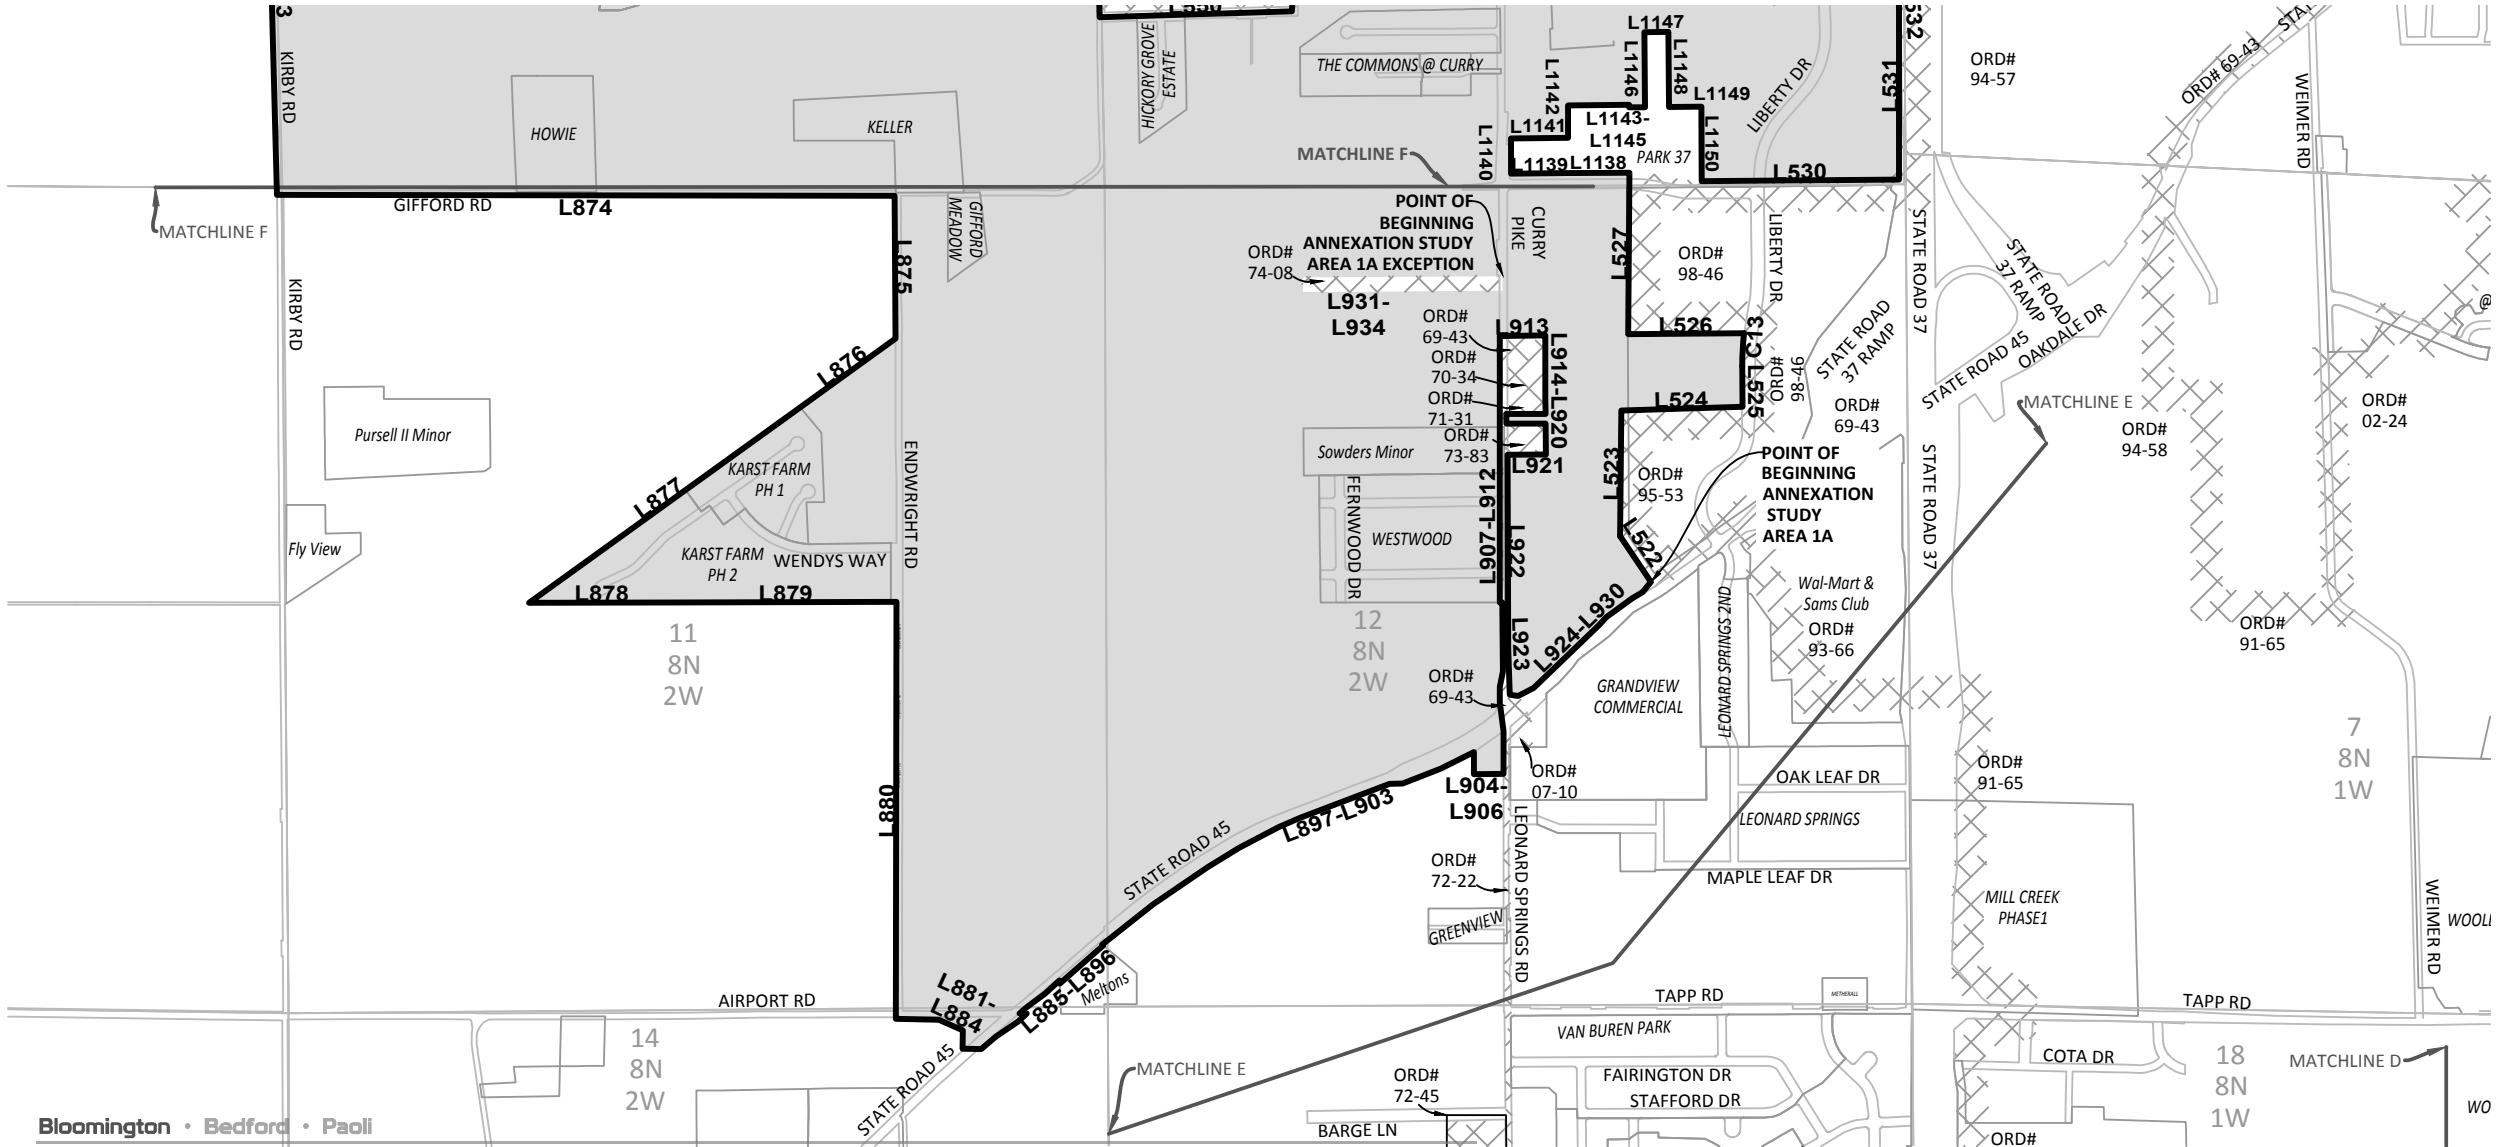 3
KIRBY RD
HOWIE
KELLER
L550
HICKORY GROVE
ESTATE
THE COMMONS @ CURRY
L1147
L1146
L1148
L1142
L1149
L1141
L1143-
L1145
L1140
L1139
L1138
PARK 37
L1150
LIBERTY DR
L530
L531
532
ORD#
94-57
ORD# 69-43
WEIMER RD
MATCHLINE F
MATCHLINE F
GIFFORD RD
L874
L875
GIFFORD
MEADOW
KIRBY RD
POINT OF
BEGINNING
ANNEXATION STUDY
AREA 1A EXCEPTION
CURRY
PIKE
ORD#
74-08
L931-
L934
L527
ORD#
98-46
LIBERTY DR
STATE ROAD 37
STATE ROAD
37 RAMP
STATE ROAD
37 RAMP
STATE ROAD 45
OAKDALE DR
@
L913
ORD#
69-43
ORD#
70-34
ORD#
71-31
ORD#
73-83
L914-L920
L921
L526
C13
L525
L524
ORD#
94-86
ORD#
69-43
MATCHLINE E
ORD#
94-58
ORD#
02-24
L876
L877
Pursell II Minor
KARST FARM
PH 1
ENDWRIGHT RD
Sowders Minor
FERNWOOD DR
WESTWOOD
L907-L912
L922
L523
ORD#
95-53
L522
POINT OF
BEGINNING
ANNEXATION
STUDY
AREA 1A
STATE ROAD 37
Fly View
KARST FARM
PH 2
WENDYS WAY
L878
L879
11
8N
2W
12
8N
2W
L923
L924-L930
LEONARD SPRINGS 2ND
Wal-Mart &
Sams Club
ORD#
93-66
ORD#
91-65
ORD#
69-43
GRANDVIEW
COMMERCIAL
7
8N
1W
L880
L897-L903
L904-
L906
ORD#
07-10
OAK LEAF DR
ORD#
91-65
LEONARD SPRINGS
STATE ROAD 45
LEONARD SPRINGS RD
ORD#
72-22
MAPLE LEAF DR
MILL CREEK
PHASE1
WEIMER RD
GREENVIEW
L881-
L884
L885-L896
Meltons
AIRPORT RD
TAPP RD
METHERALL
TAPP RD
14
8N
2W
STATE ROAD 45
MATCHLINE E
VAN BUREN PARK
FAIRINGTON DR
STAFFORD DR
COTA DR
18
8N
1W
MATCHLINE D
ORD#
72-45
BARGE LN
ORD#
WO
Bloomington • Bedford • Paoli